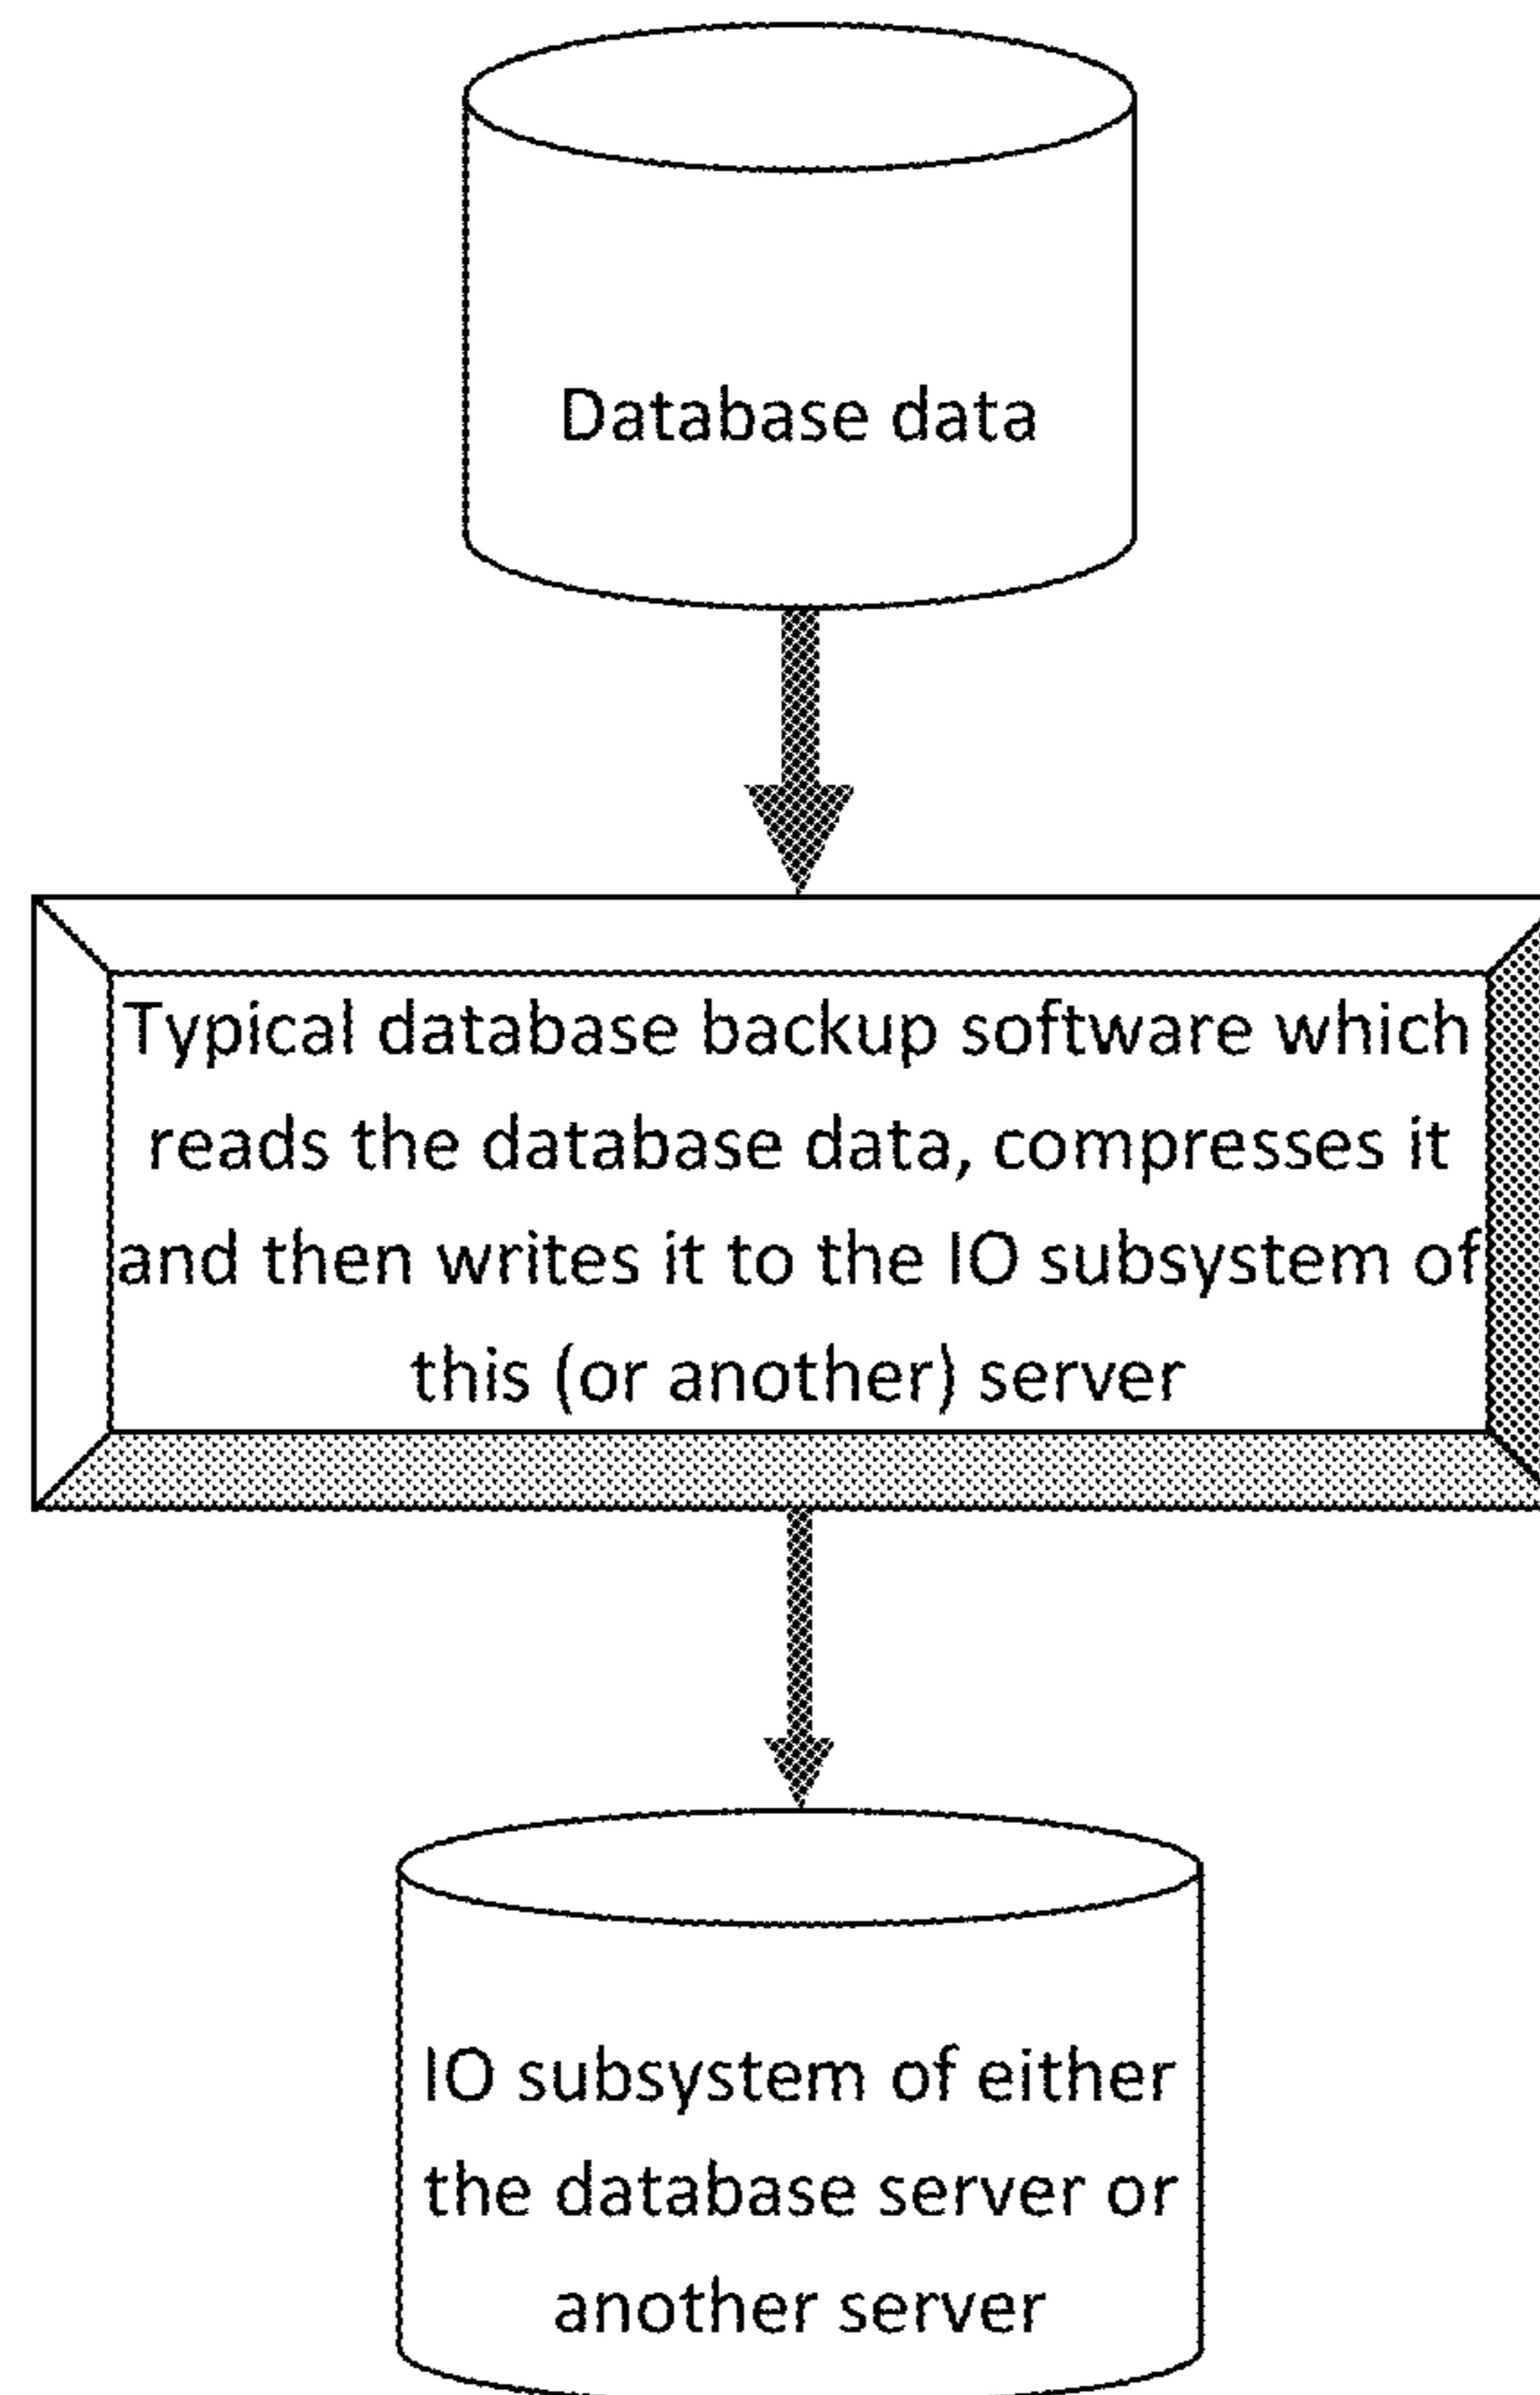 Database data
Typical database backup software which
reads the database data, compresses it
and then writes it to the IO subsystem of
this (or another) server
IO subsystem of either
the database server or
another server